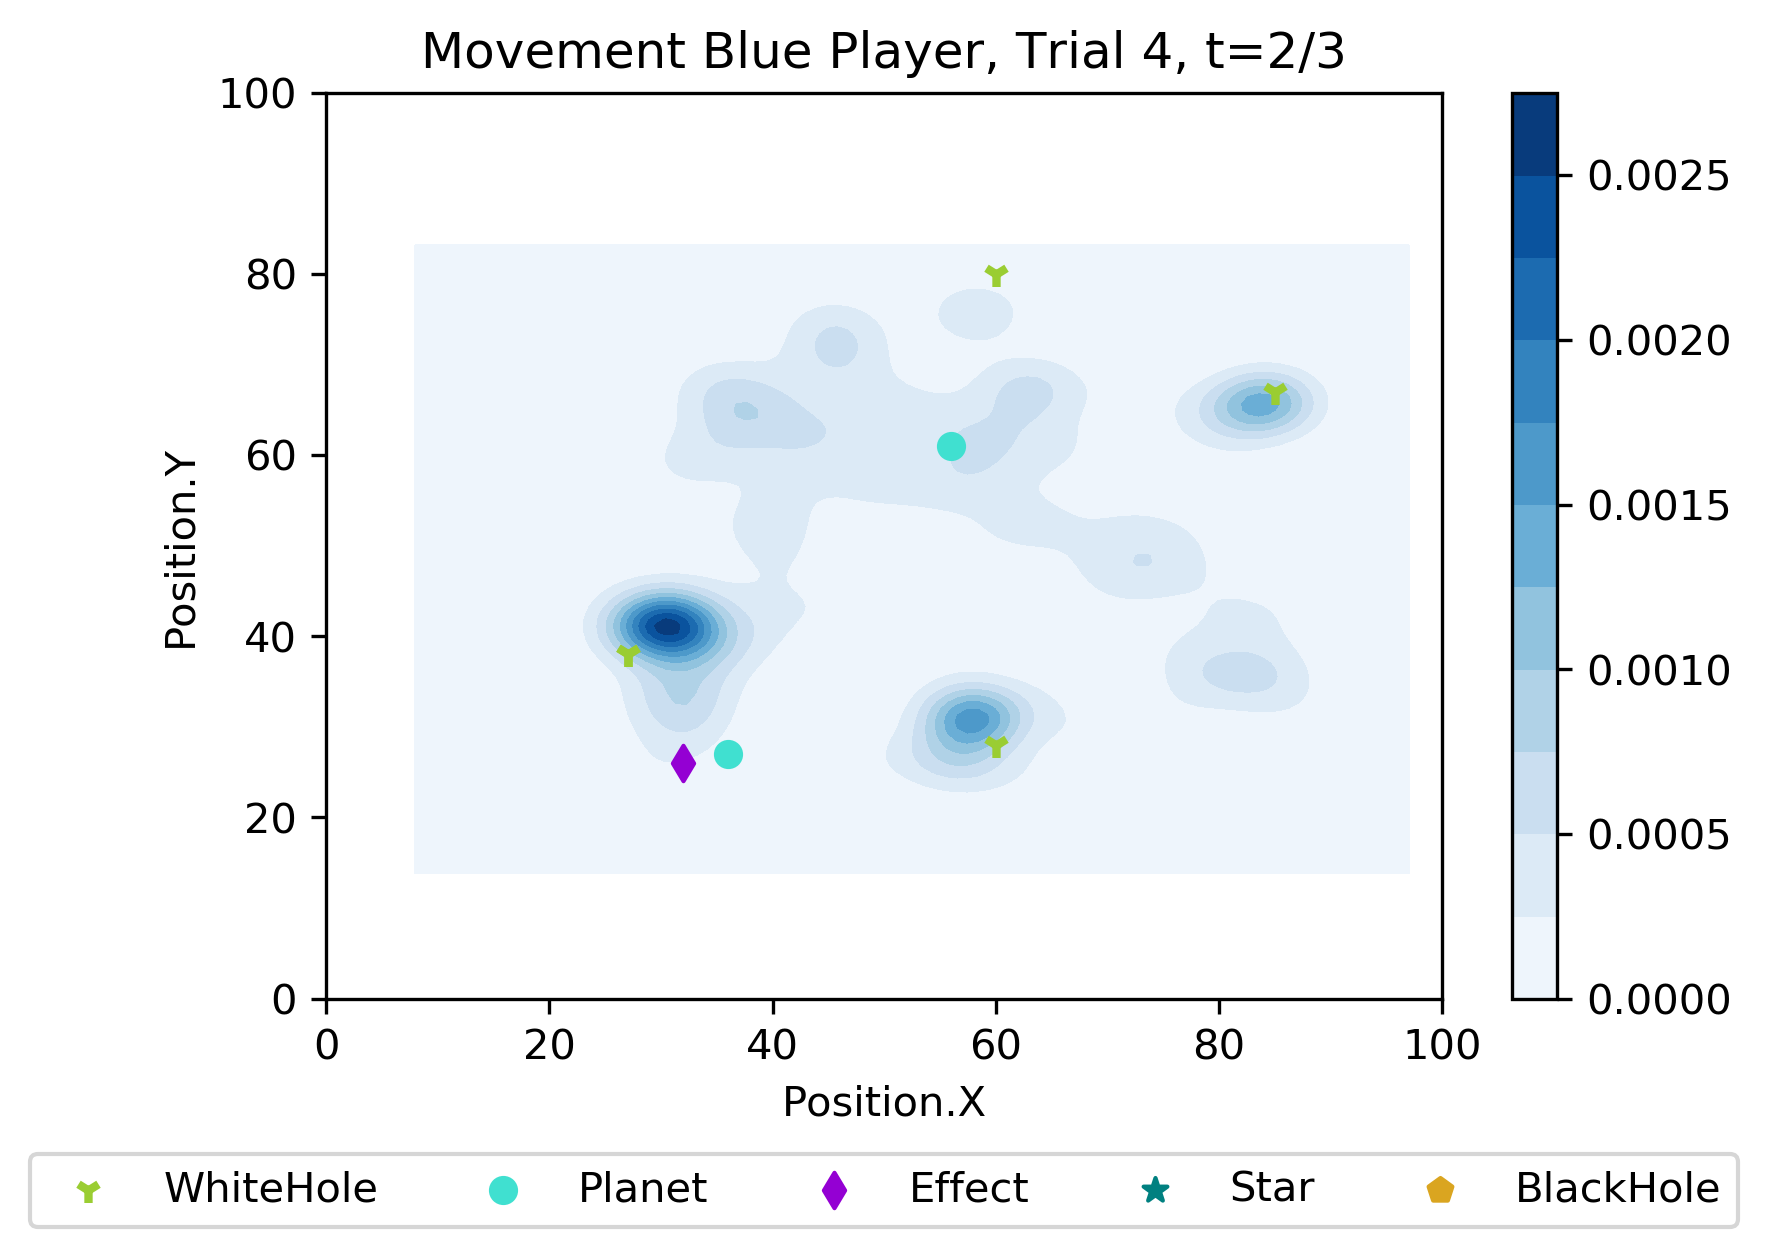 Movement Blue Player, Trial 4, t=2/3
100
80
60
40
20
0
Position.Y
0 20 40 60 80 100
Position.X
0.0025
0.0020
0.0015
0.0010
0.0005
0.0000
WhiteHole Planet Effect Star BlackHole